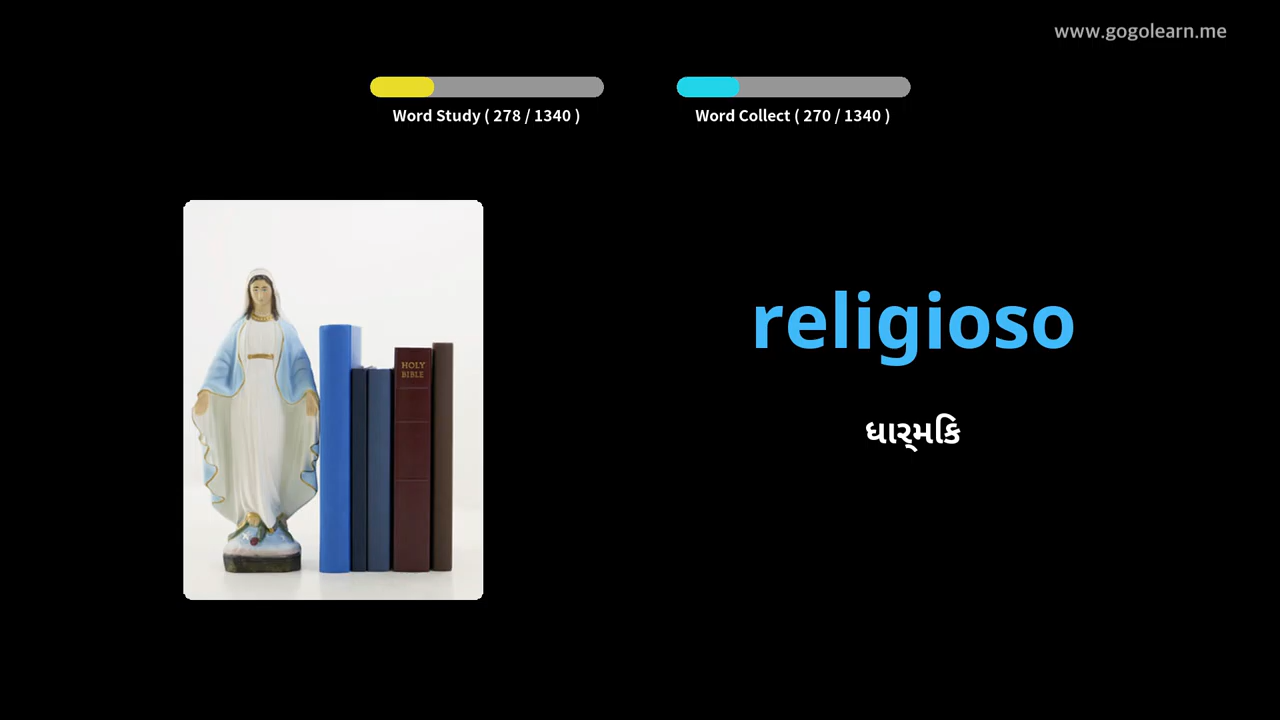 www.gogolearn.me
Word Study ( 278 / 1340 )
Word Collect ( 270 / 1340 )
HOLY
BIBLE
religioso
ધાર્મિક